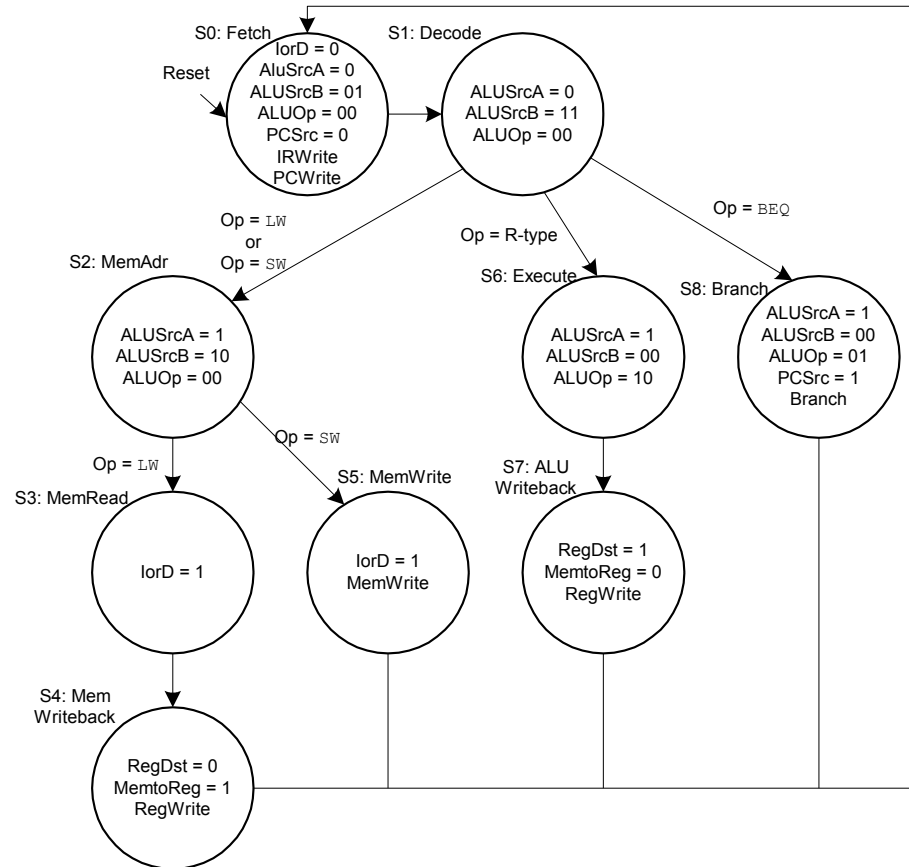 S0: Fetch
IorD = 0
AluSrcA = 0
ALUSrcB = 01
ALUOp = 00
PCSrc = 0
IRWrite
PCWrite
Reset
S1: Decode
ALUSrcA = 0
ALUSrcB = 11
ALUOp = 00
Op = LW
or
Op = SW
Op = R-type
Op = BEQ
S2: MemAdr
ALUSrcA = 1
ALUSrcB = 10
ALUOp = 00
S6: Execute
ALUSrcA = 1
ALUSrcB = 00
ALUOp = 10
S8: Branch
ALUSrcA = 1
ALUSrcB = 00
ALUOp = 01
PCSrc = 1
Branch
Op = LW
Op = SW
S3: MemRead
IorD = 1
S5: MemWrite
IorD = 1
MemWrite
S7: ALU
Writeback
RegDst = 1
MemtoReg = 0
RegWrite
S4: Mem
Writeback
RegDst = 0
MemtoReg = 1
RegWrite